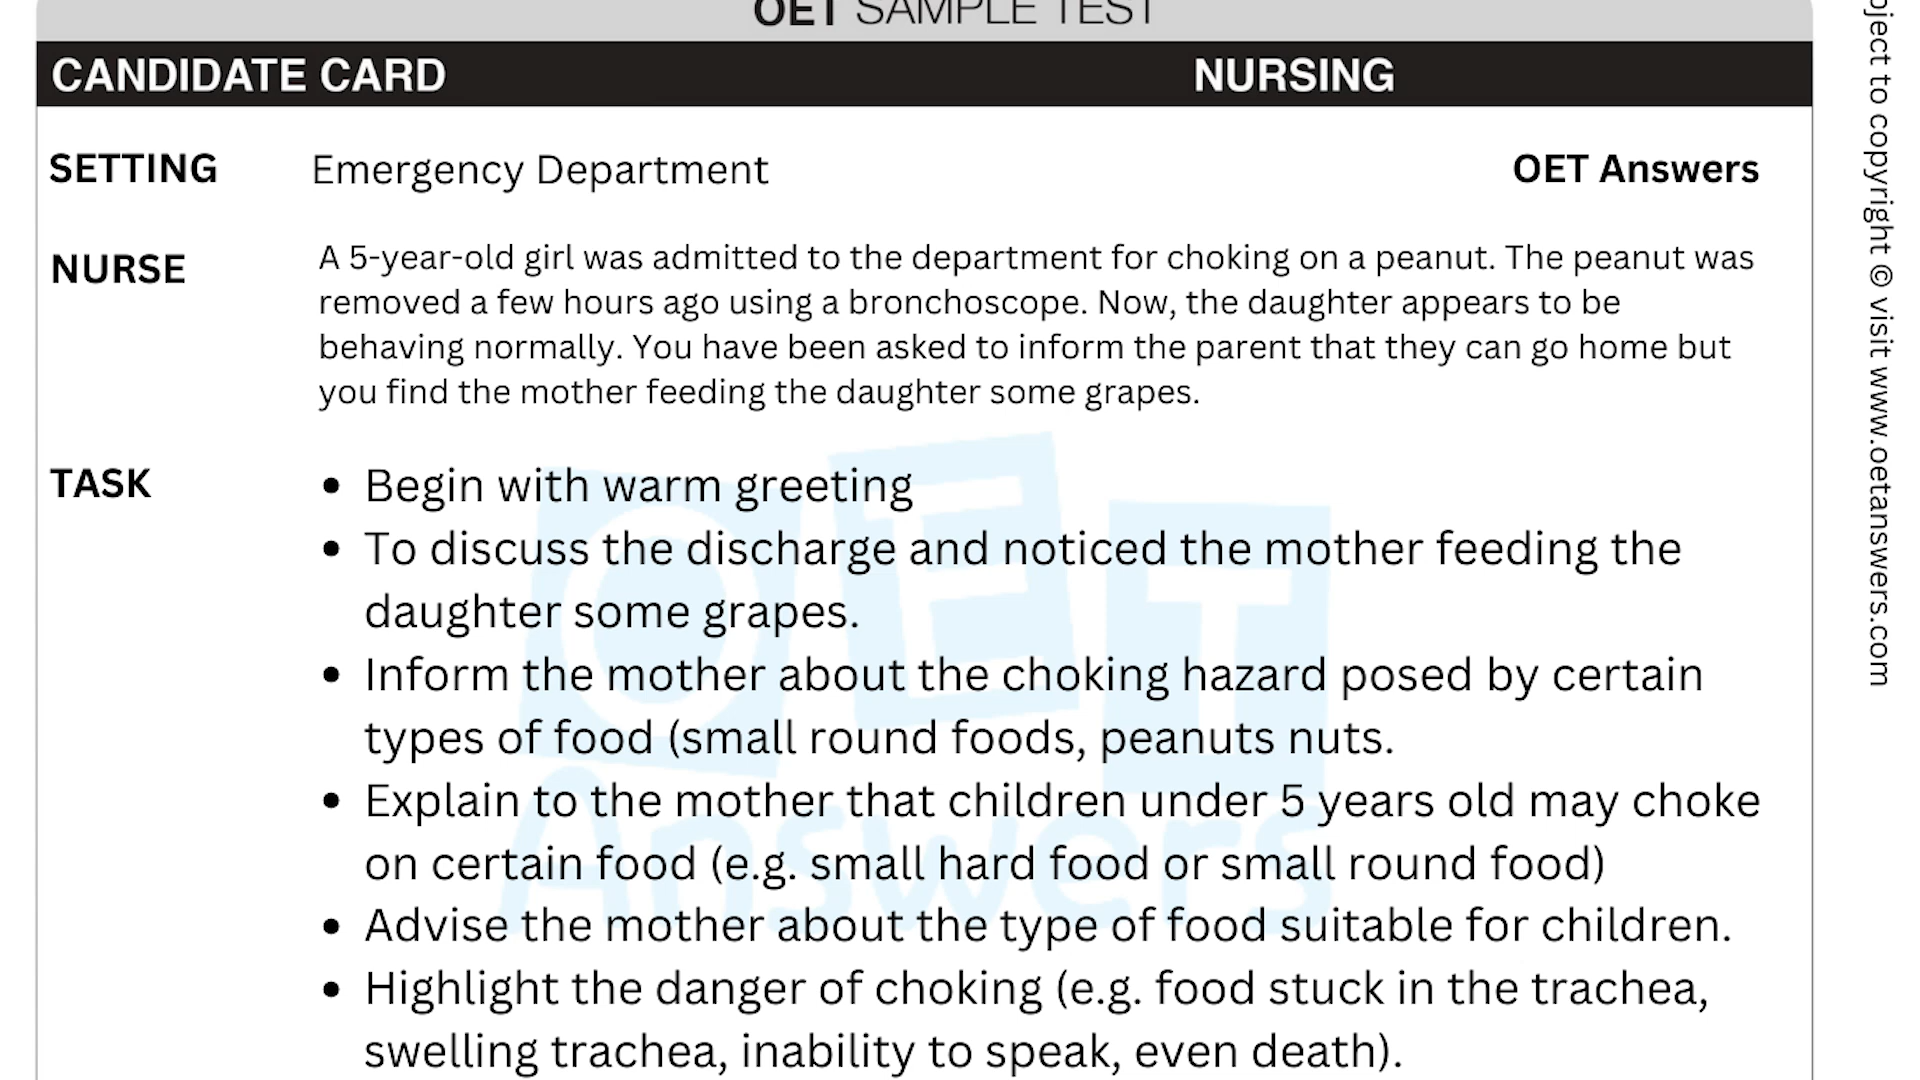 OET SAMPLE TEST
CANDIDATE CARD NURSING
SETTING Emergency Department OET Answers
NURSE A 5-year-old girl was admitted to the department for choking on a peanut. The peanut was
removed a few hours ago using a bronchoscope. Now, the daughter appears to be
behaving normally. You have been asked to inform the parent that they can go home but
you find the mother feeding the daughter some grapes.
TASK • Begin with warm greeting
• To discuss the discharge and noticed the mother feeding the
daughter some grapes.
• Inform the mother about the choking hazard posed by certain
types of food (small round foods, peanuts nuts.
• Explain to the mother that children under 5 years old may choke
on certain food (e.g. small hard food or small round food)
• Advise the mother about the type of food suitable for children.
• Highlight the danger of choking (e.g. food stuck in the trachea,
swelling trachea, inability to speak, even death).
to copyright © visit www.oetanswers.com
OET
Answers